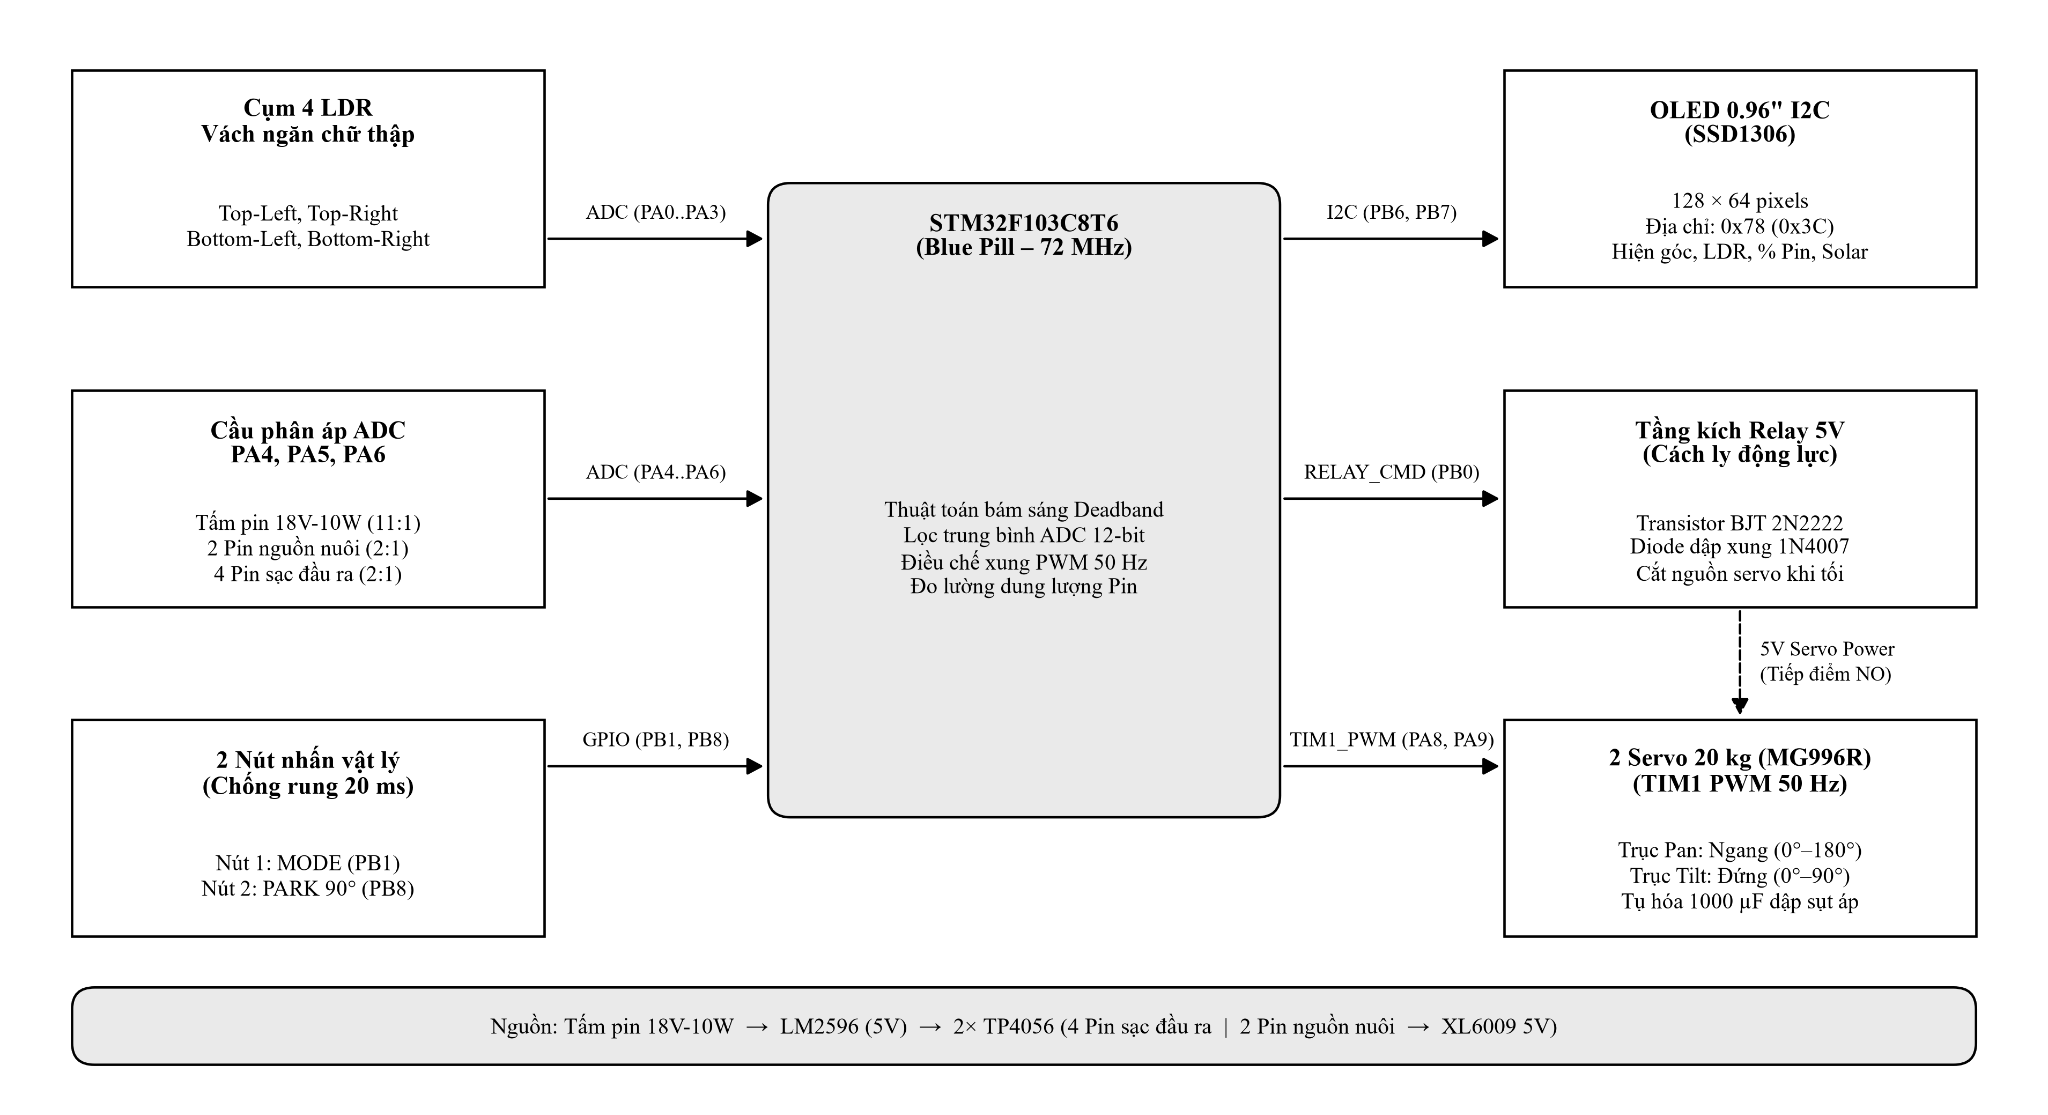 Cụm 4 LDR
Vách ngăn chữ thập
Top-Left, Top-Right
Bottom-Left, Bottom-Right
ADC (PA0..PA3)
Cầu phân áp ADC
PA4, PA5, PA6
Tấm pin 18V-10W (11:1)
2 Pin nguồn nuôi (2:1)
4 Pin sạc đầu ra (2:1)
ADC (PA4..PA6)
2 Nút nhấn vật lý
(Chống rung 20 ms)
Nút 1: MODE (PB1)
Nút 2: PARK 90° (PB8)
GPIO (PB1, PB8)
STM32F103C8T6
(Blue Pill – 72 MHz)
Thuật toán bám sáng Deadband
Lọc trung bình ADC 12-bit
Điều chế xung PWM 50 Hz
Đo lường dung lượng Pin
I2C (PB6, PB7)
OLED 0.96" I2C
(SSD1306)
128 × 64 pixels
Địa chỉ: 0x78 (0x3C)
Hiện góc, LDR, % Pin, Solar
RELAY_CMD (PB0)
Tầng kích Relay 5V
(Cách ly động lực)
Transistor BJT 2N2222
Diode dập xung 1N4007
Cắt nguồn servo khi tối
5V Servo Power
(Tiếp điểm NO)
TIM1_PWM (PA8, PA9)
2 Servo 20 kg (MG996R)
(TIM1 PWM 50 Hz)
Trục Pan: Ngang (0°–180°)
Trục Tilt: Đứng (0°–90°)
Tụ hóa 1000 µF dập sụt áp
Nguồn: Tấm pin 18V-10W → LM2596 (5V) → 2× TP4056 (4 Pin sạc đầu ra | 2 Pin nguồn nuôi → XL6009 5V)